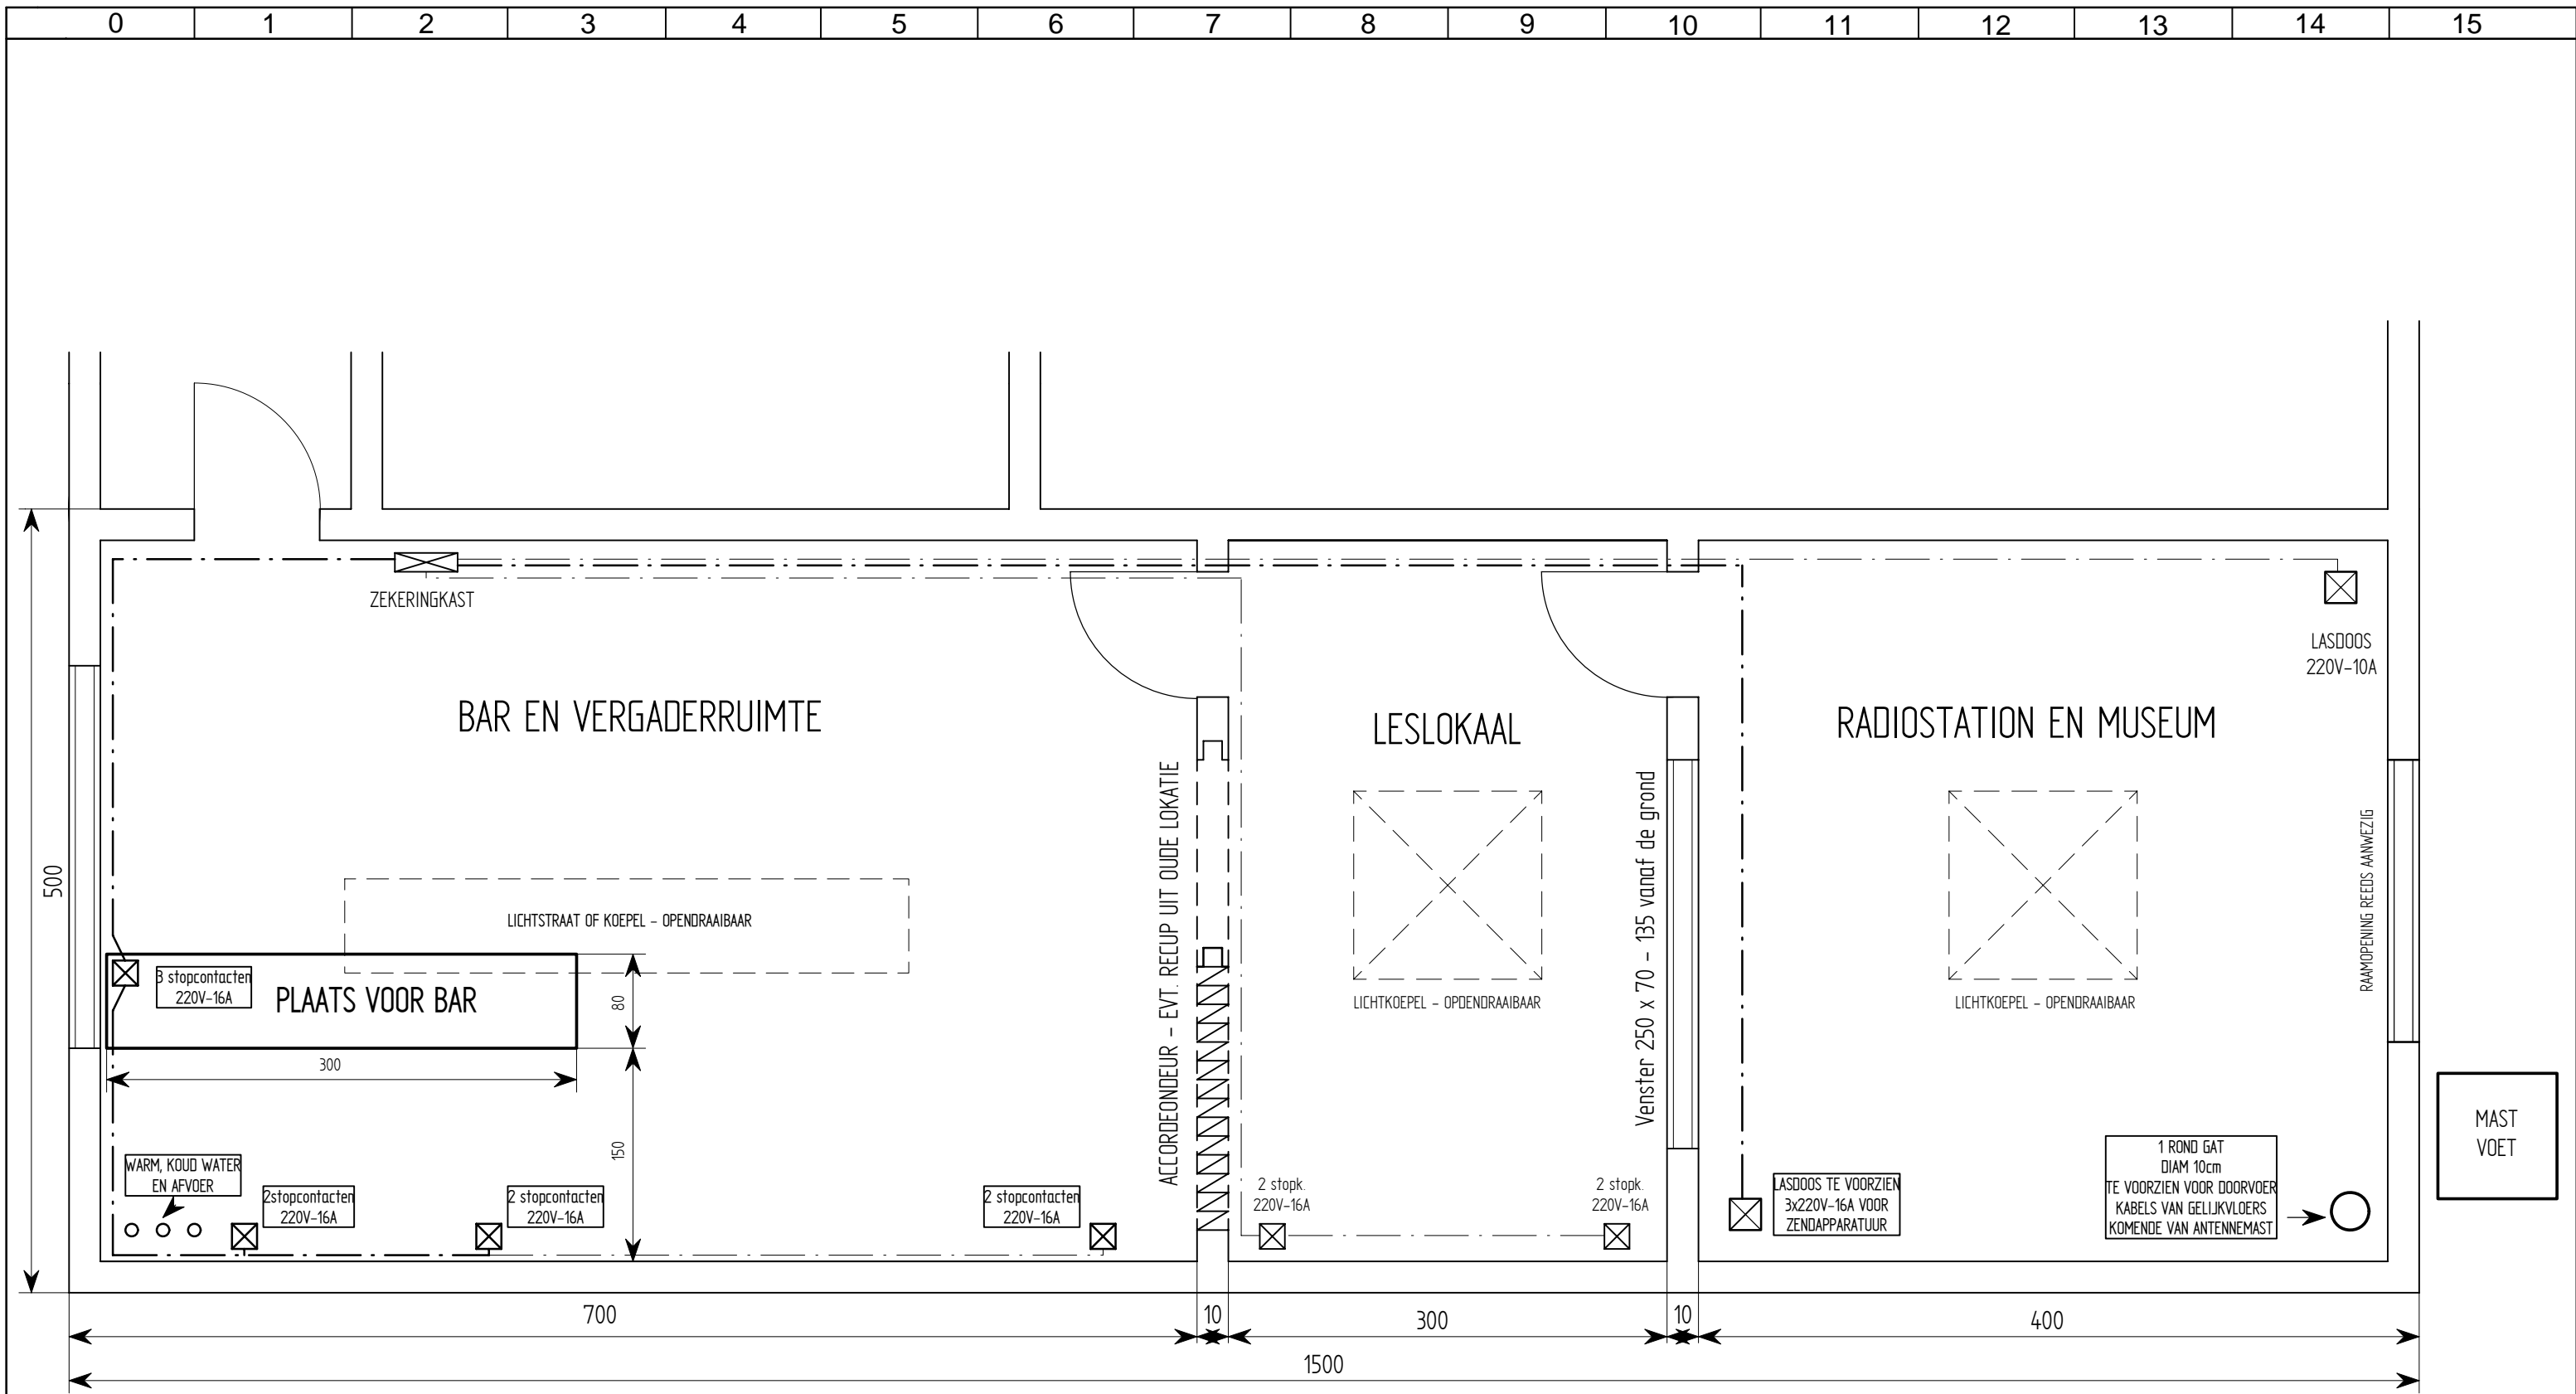 0 1 2 3 4 5 6 7 8 9 10 11 12 13 14 15
ZEKERINGKAST
LASDOOS
220V-10A
BAR EN VERGADERRUIMTE
LESLOKAAL
RADIOSTATION EN MUSEUM
500
LICHTSTRAAT OF KOEPEL - OPENDRAAIBAAR
ACCORDEONDEUR - EVT. RECUP UIT OUDE LOKATIE
Venster 250 x 70 - 135 vanaf de grond
RAAMOPENING REEDS AANWEZIG
3 stopcontacten
220V-16A
PLAATS VOOR BAR
80
LICHTKOEPEL - OPDENDRAAIBAAR
LICHTKOEPEL - OPENDRAAIBAAR
300
150
MAST
VOET
WARM, KOUD WATER
EN AFVOER
2stopcontacten
220V-16A
2 stopcontacten
220V-16A
2 stopcontacten
220V-16A
2 stopk.
220V-16A
2 stopk.
220V-16A
LASDOOS TE VOORZIEN
3x220V-16A VOOR
ZENDAPPARATUUR
1 ROND GAT
DIAM 10cm
TE VOORZIEN VOOR DOORVOER
KABELS VAN GELIJKVLOERS
KOMENDE VAN ANTENNEMAST
700 10 300 10 400
1500